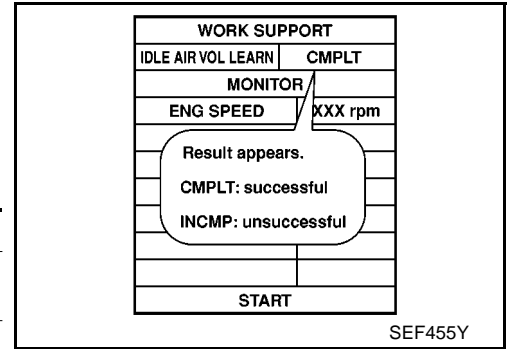 WORK SUPPORT
IDLE AIR VOL LEARN CMPLT
MONITOR
ENG SPEED XXX rpm
Result appears.
CMPLT: successful
INCMP: unsuccessful
START
SEF455Y